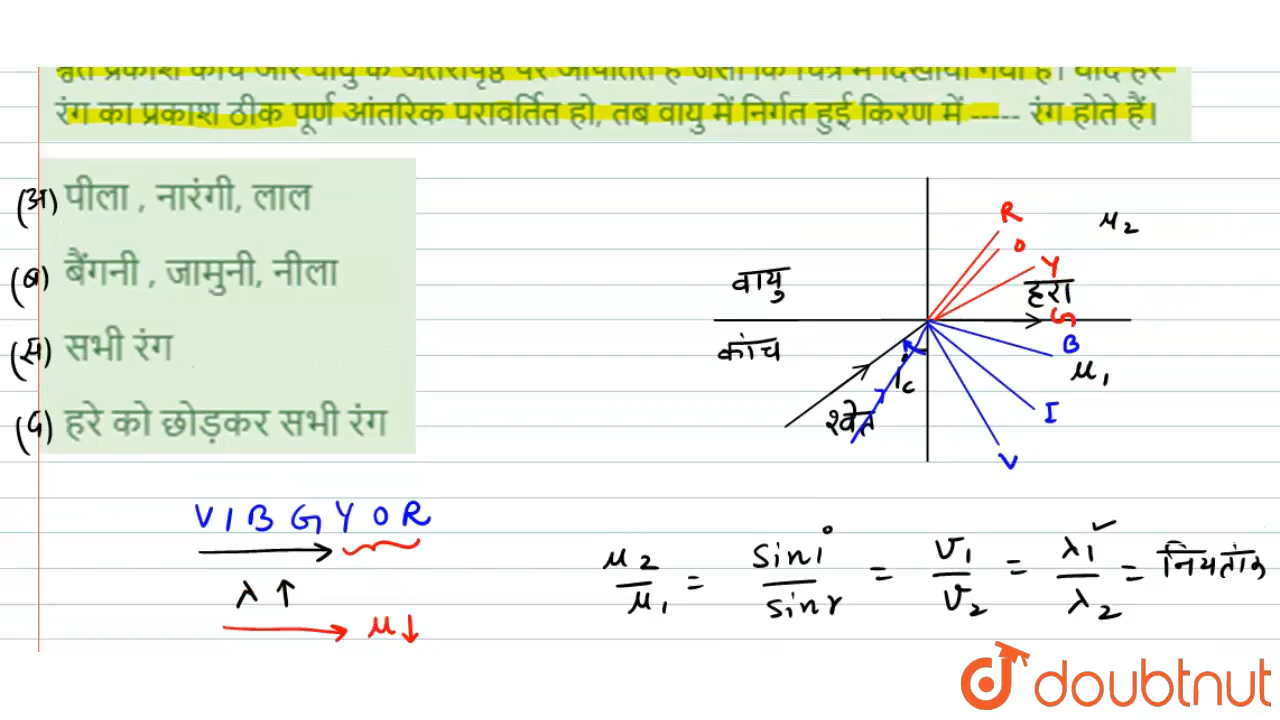 रंग का प्रकाश ठीक पूर्ण आंतरिक परावर्तित हो, तब वायु में निर्गत हुई किरण में ----- रंग होते हैं।
(अ) पीला , नारंगी, लाल
(ब) बैंगनी , जामुनी, नीला
(स) सभी रंग
(द) हरे को छोड़कर सभी रंग
R
O
μ2
Y
वायु
हरा
G
कांच
B
μ1
ic
I
श्वेत
V
V I B G Y O R
λ ↑
μ ↓
μ2/μ1 = sin i/sin r = v1/v2 = λ1/λ2 = नियतांक
doubtnut